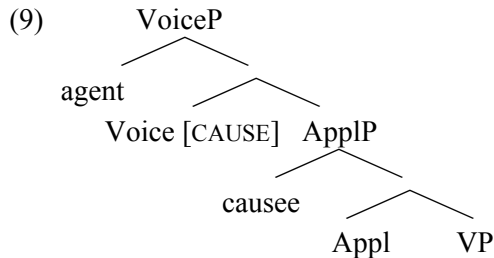 (9) VoiceP
agent
Voice [CAUSE] ApplP
causee
Appl VP